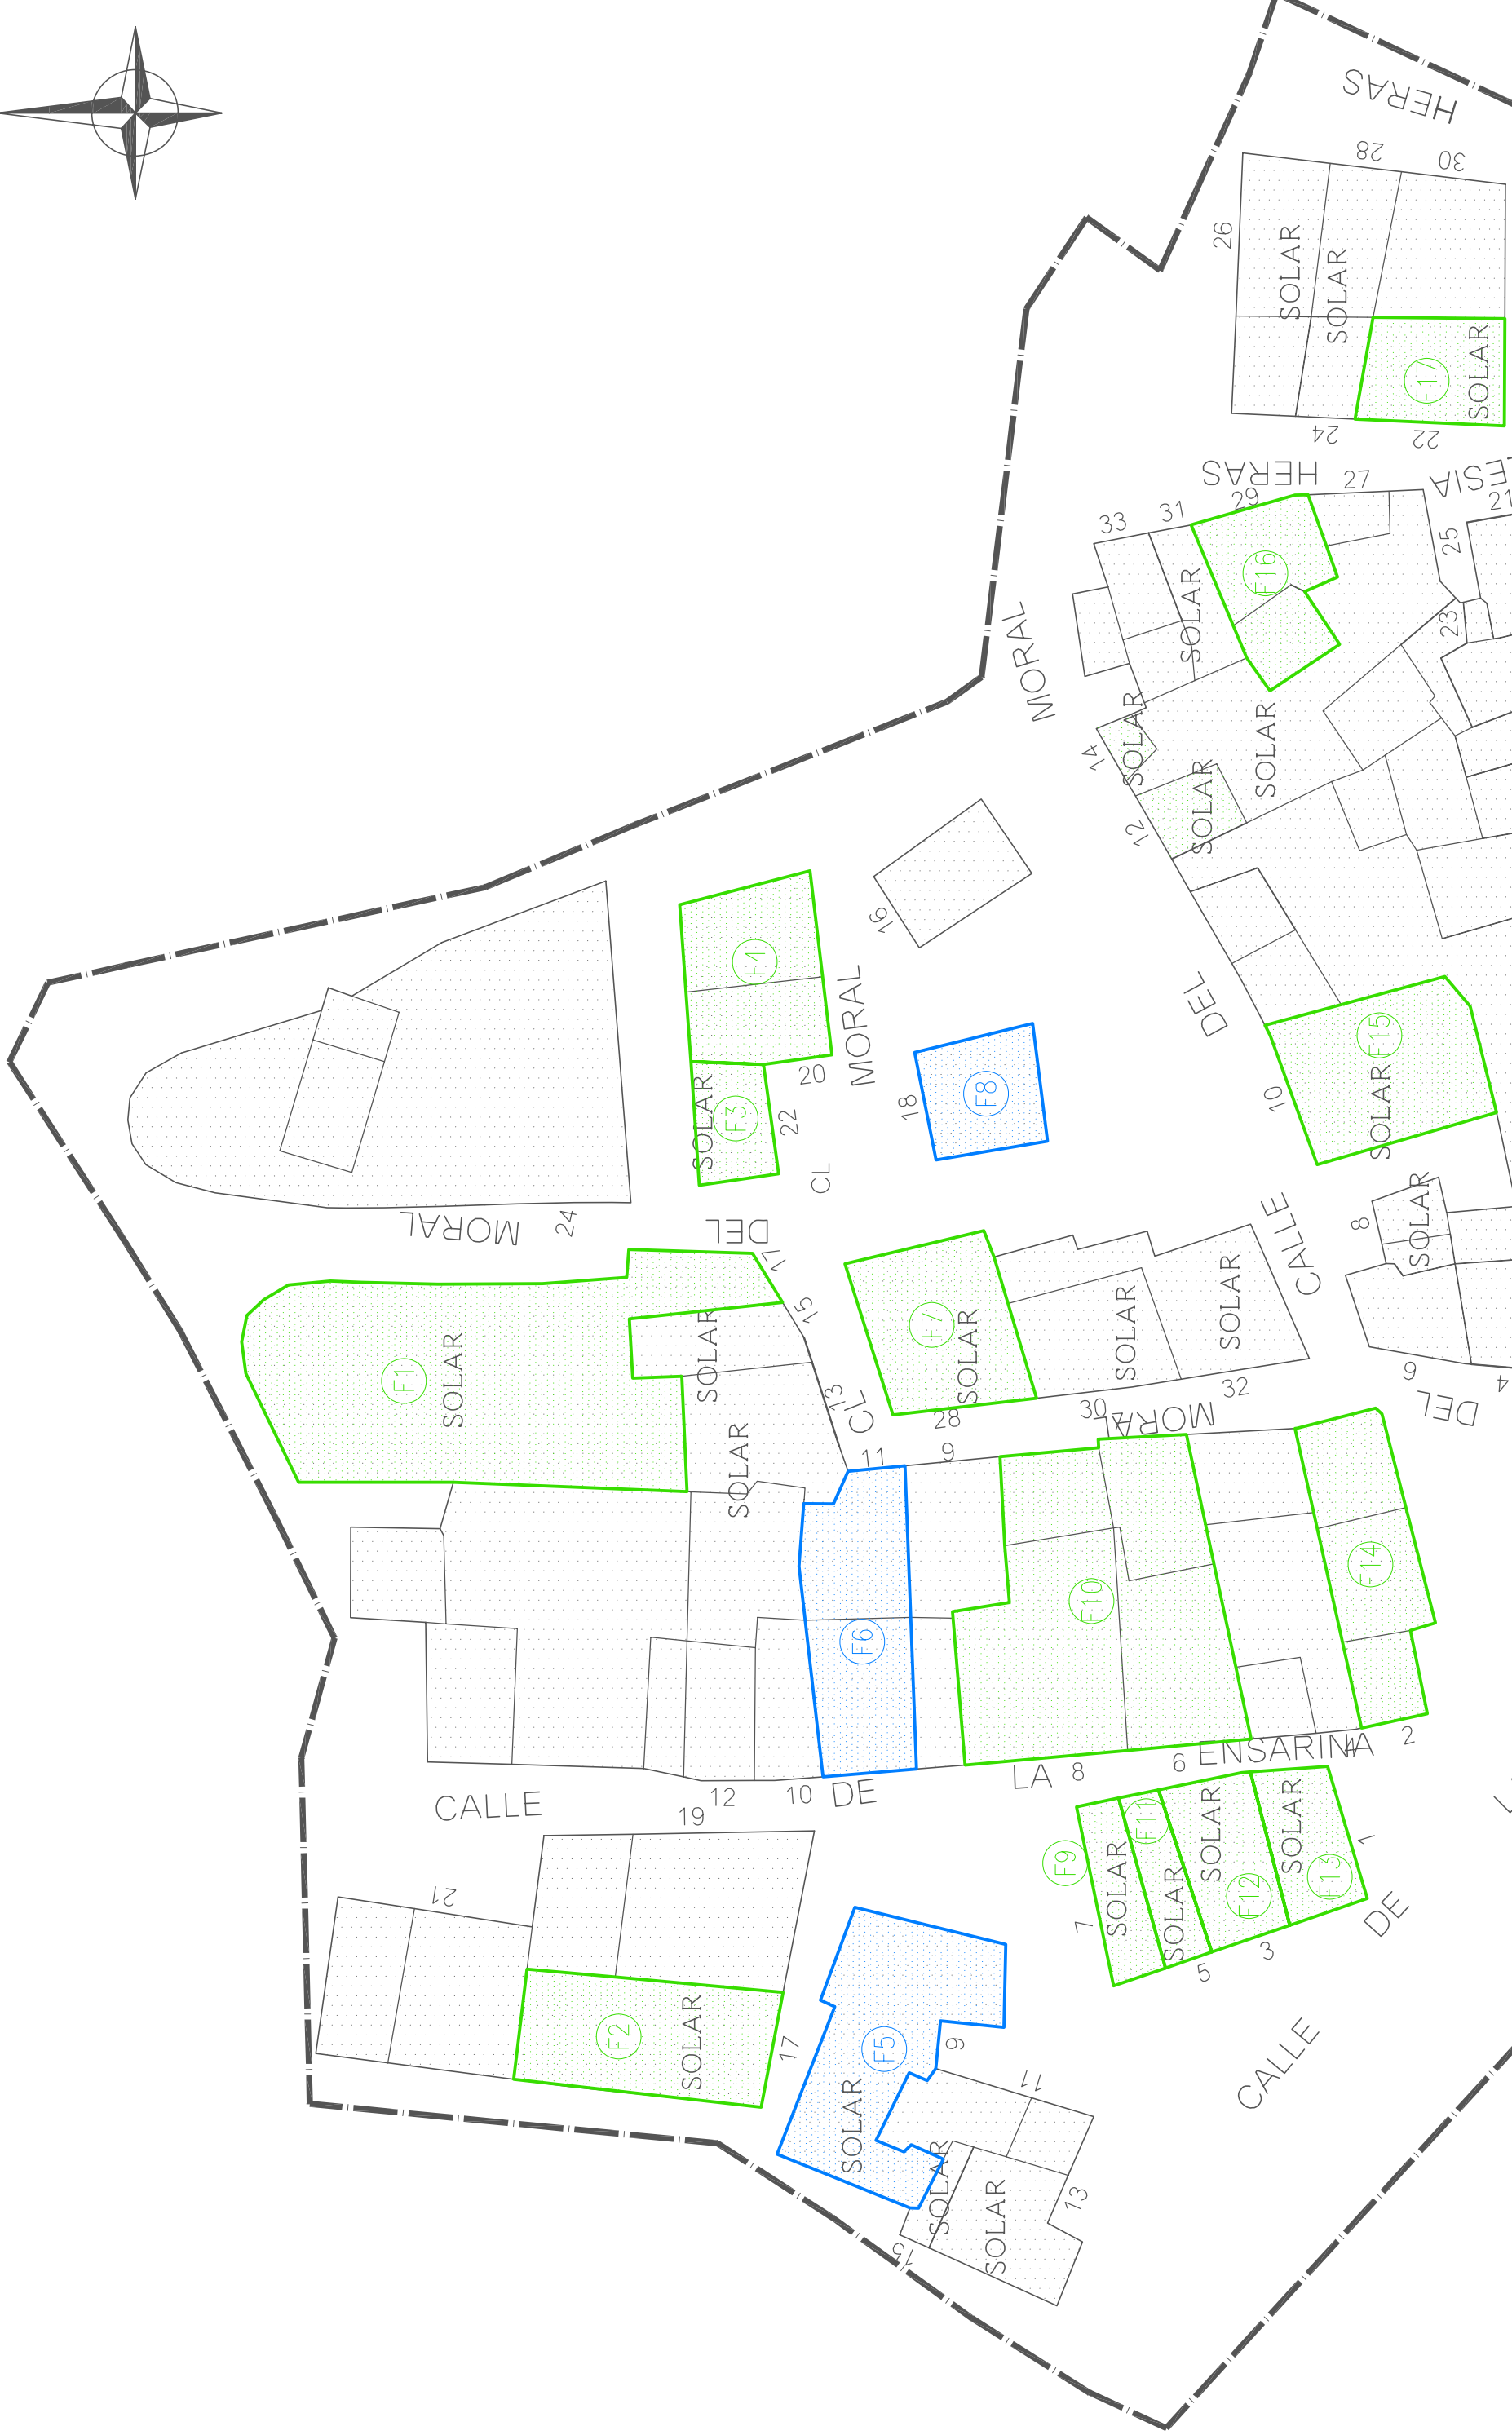 HERAS
28
30
26
SOLAR
SOLAR
F17
SOLAR
24
22
HERAS
27
29
31
33
21
25
F16
SOLAR
23
MORAL
SOLAR
14
SOLAR
SOLAR
12
16
F4
MORAL
DEL
20
F15
SOLAR
10
F8
18
SOLAR
F3
22
CL
MORAL
24
DEL
17
CALLE
8
SOLAR
15
F7
SOLAR
SOLAR
SOLAR
F1
SOLAR
SOLAR
6
4
32
30
28
MORAL
DEL
13
CL
11
9
SOLAR
F14
F10
F6
2
4
ENSARINA
6
8
LA
DE
10
12
CALLE
19
F9
SOLAR
F11
SOLAR
SOLAR
F12
SOLAR
F13
1
7
5
3
DE
21
F2
SOLAR
17
F5
SOLAR
9
11
CALLE
SOLAR
SOLAR
13
15